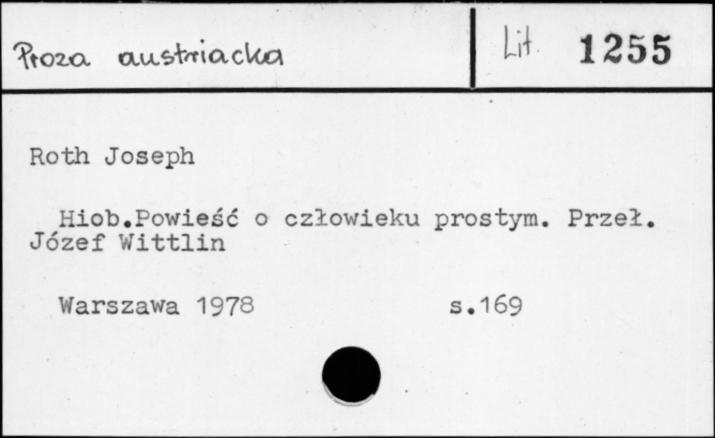 Proza austriacka
Lit. 1255
Roth Joseph
Hiob.Powieść o człowieku prostym. Przeł.
Józef Wittlin
Warszawa 1978 s.169